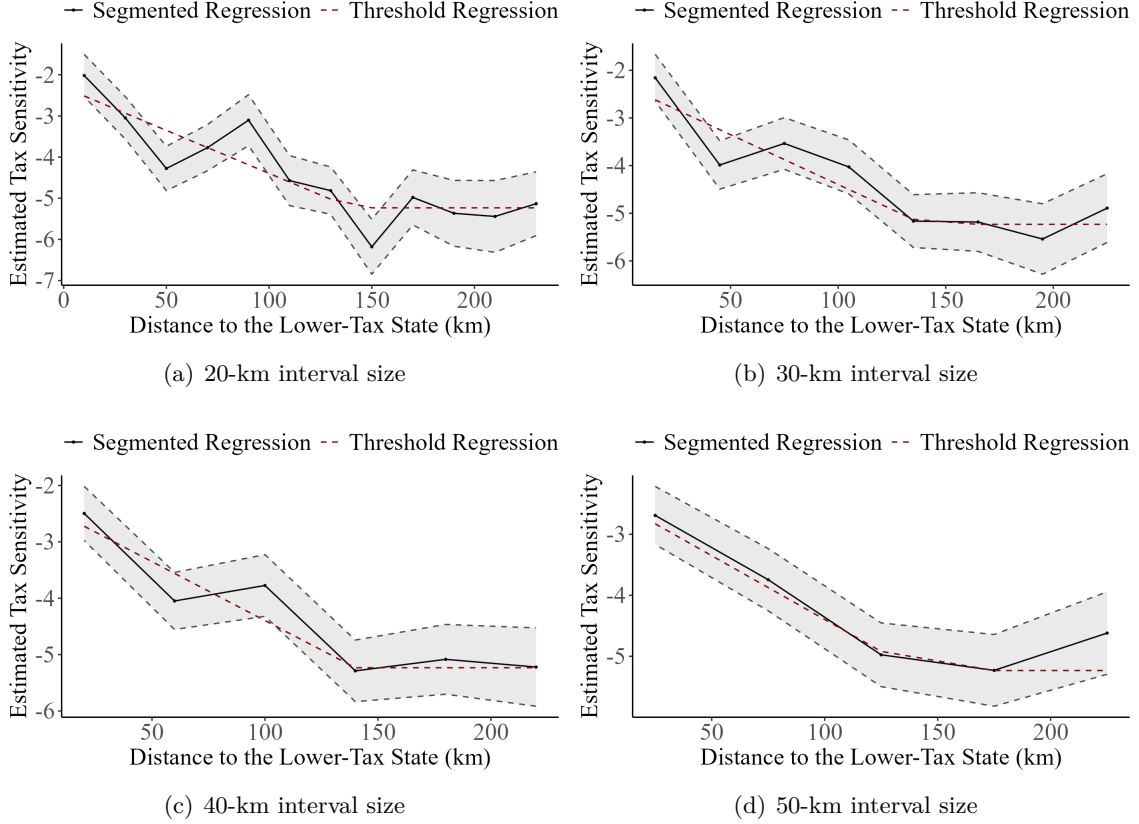 Segmented Regression Threshold Regression
Estimated Tax Sensitivity
-2
-3
-4
-5
-6
-7
0 50 100 150 200
Distance to the Lower-Tax State (km)
(a) 20-km interval size
Segmented Regression Threshold Regression
Estimated Tax Sensitivity
-2
-3
-4
-5
-6
50 100 150 200
Distance to the Lower-Tax State (km)
(b) 30-km interval size
Segmented Regression Threshold Regression
Estimated Tax Sensitivity
-2
-3
-4
-5
-6
50 100 150 200
Distance to the Lower-Tax State (km)
(c) 40-km interval size
Segmented Regression Threshold Regression
Estimated Tax Sensitivity
-3
-4
-5
50 100 150 200
Distance to the Lower-Tax State (km)
(d) 50-km interval size